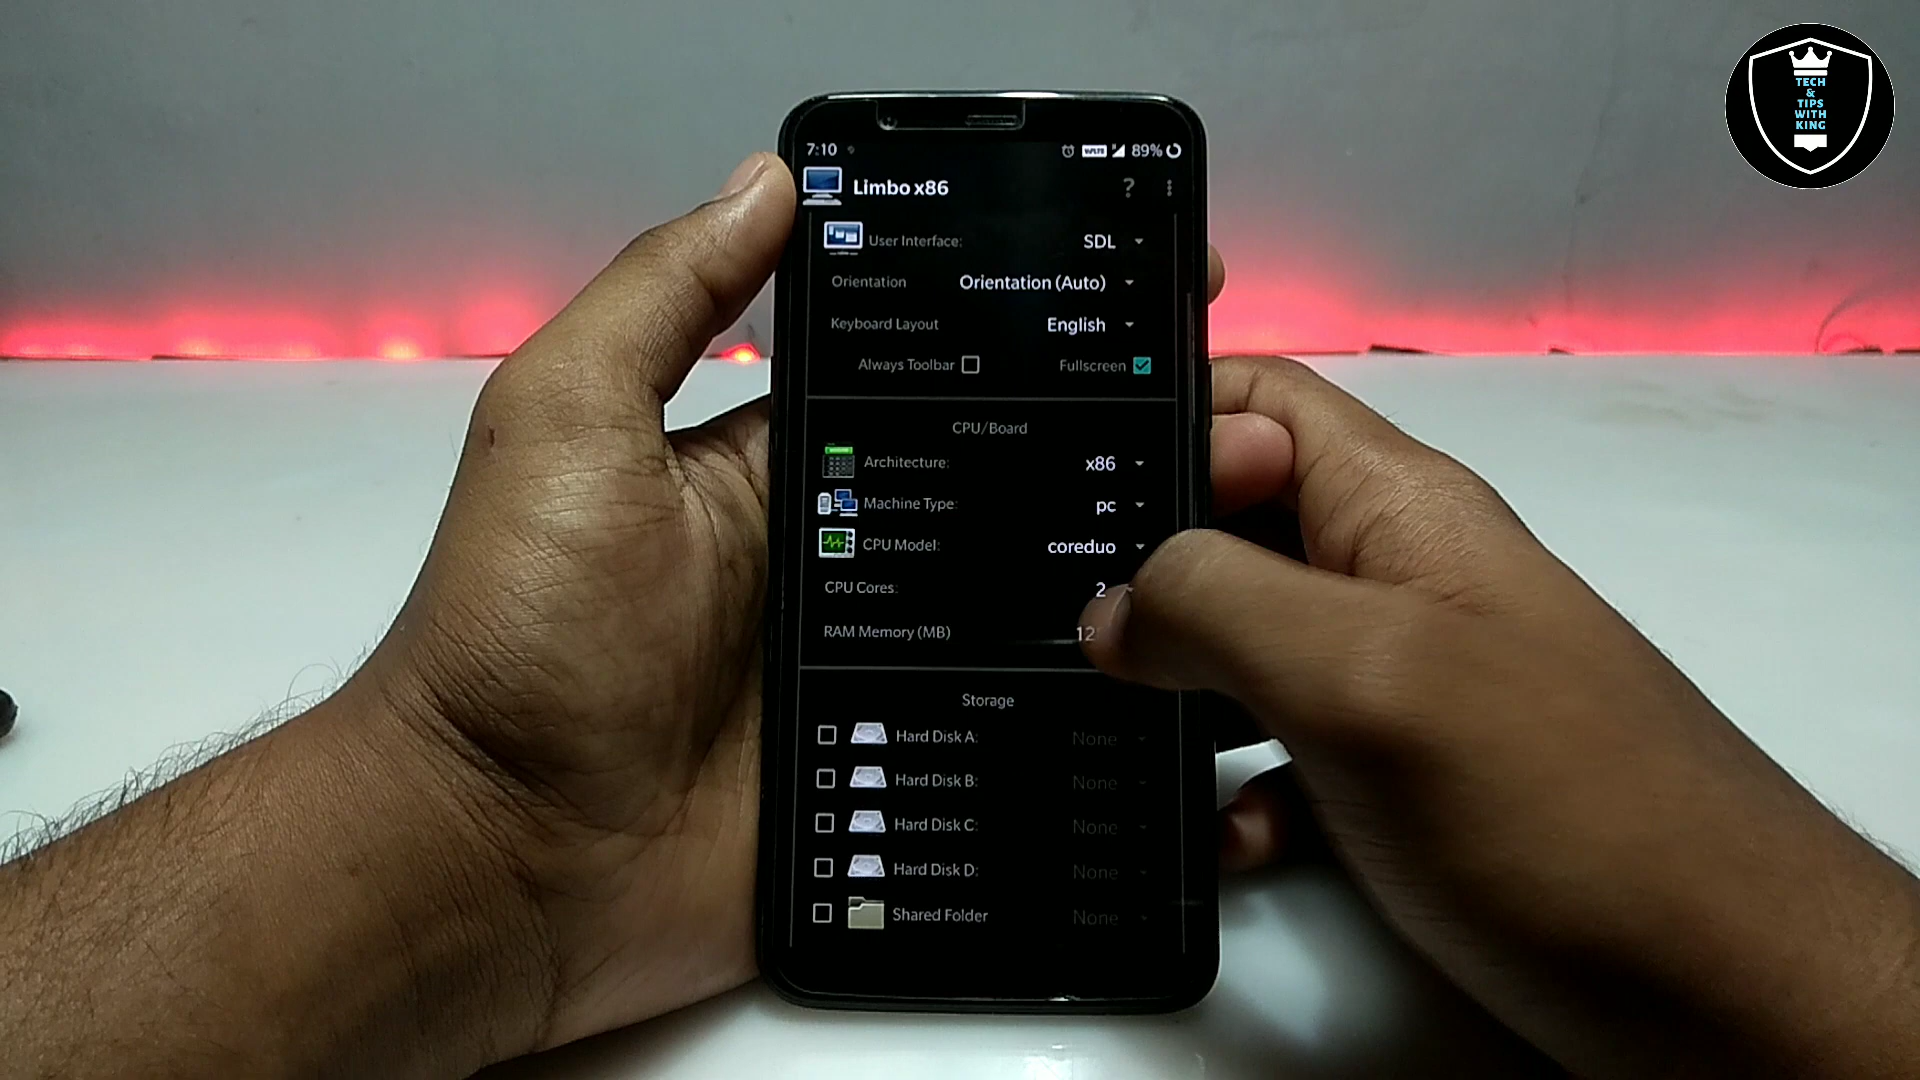 TECH
&
TIPS
WITH
KING
7:10 VoLTE 89%
Limbo x86 ?
User Interface: SDL
Orientation Orientation (Auto)
Keyboard Layout English
Always Toolbar Fullscreen
CPU/Board
Architecture: x86
Machine Type: pc
CPU Model: coreduo
CPU Cores: 2
RAM Memory (MB)
Storage
Hard Disk A: None
Hard Disk B: None
Hard Disk C: None
Hard Disk D: None
Shared Folder None